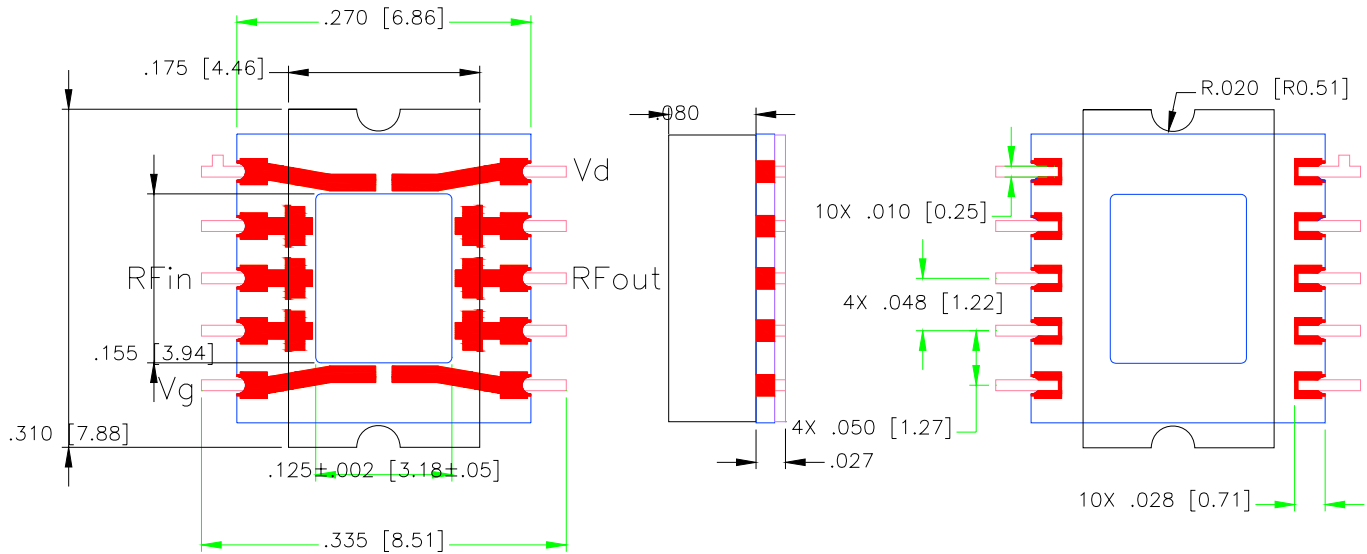 .270 [6.86]
.175 [4.46]
R.020 [R0.51]
.080
Vd
10X .010 [0.25]
RFin
RFout
4X .048 [1.22]
.155 [3.94]
Vg
.310 [7.88]
4X .050 [1.27]
.125±.002 [3.18±.05]
.027
10X .028 [0.71]
.335 [8.51]